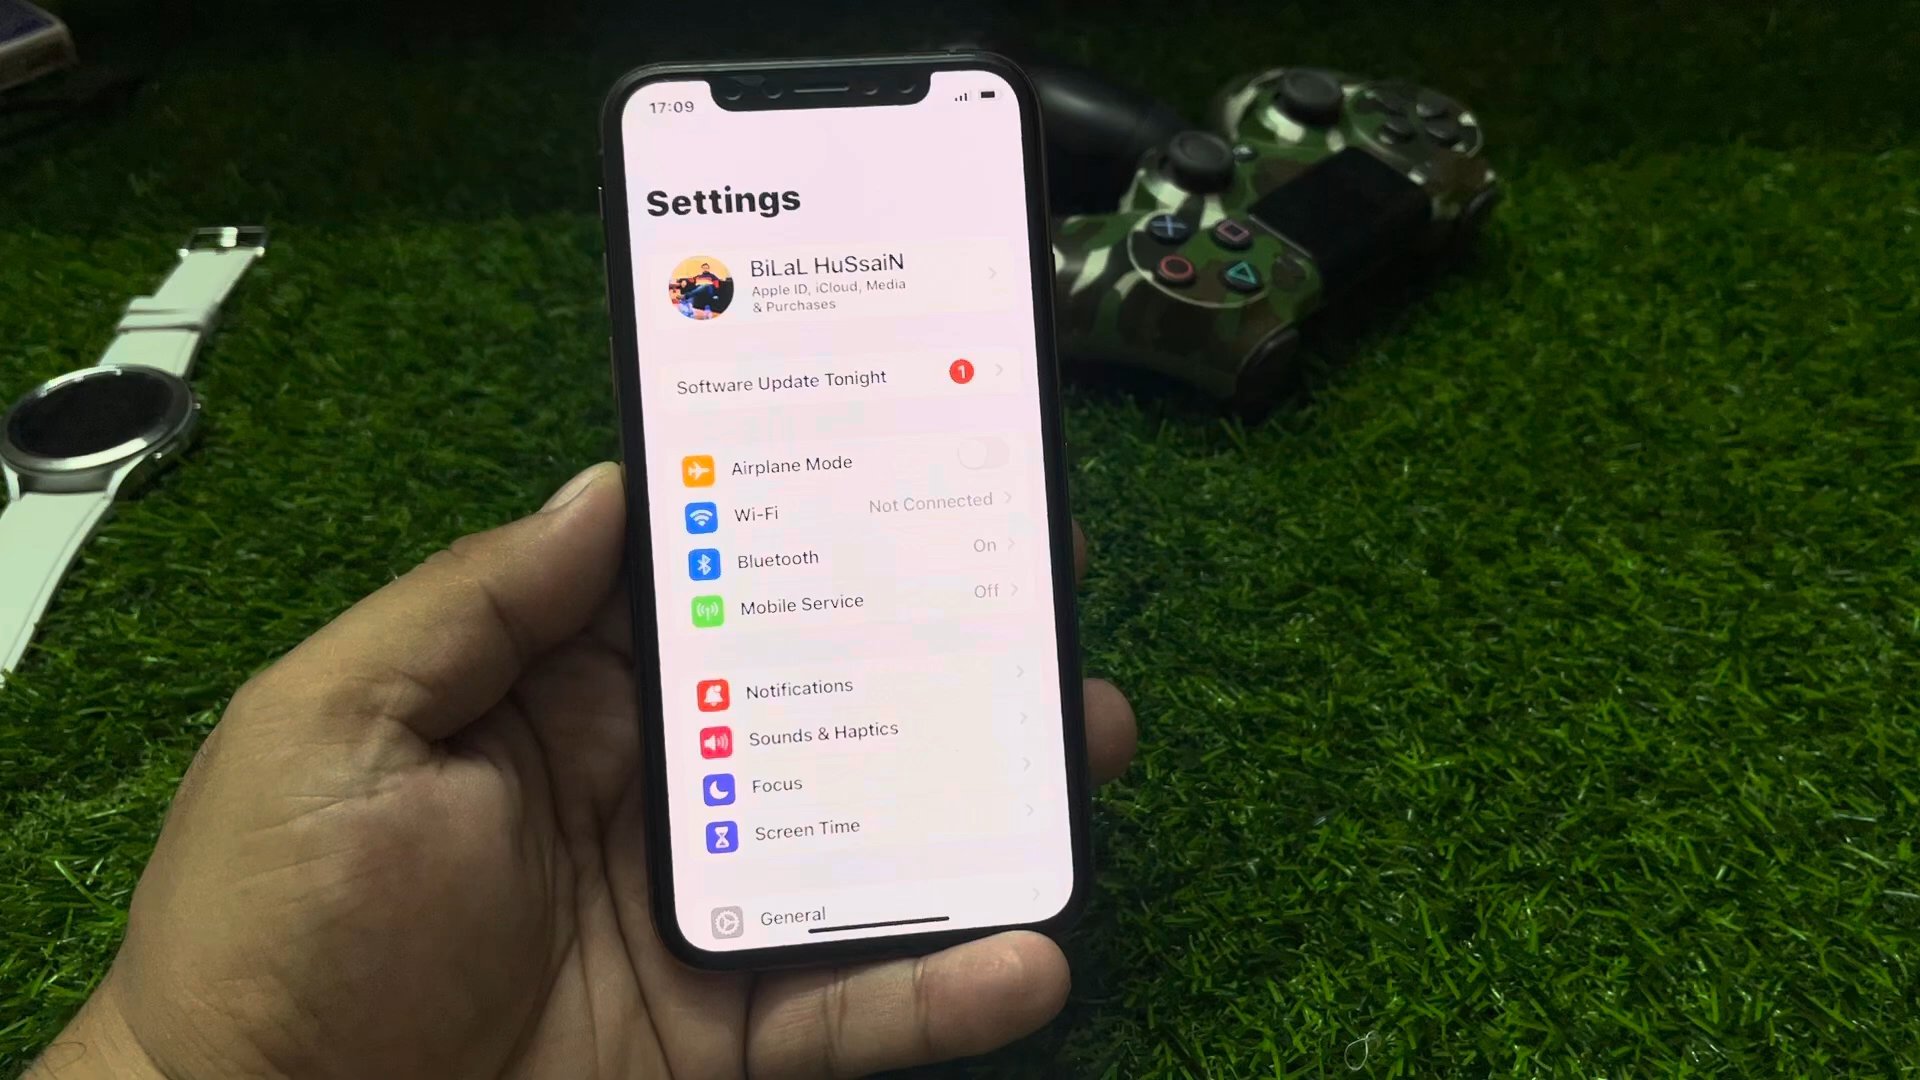 17:09
Settings
BiLaL HuSsaiN
Apple ID, iCloud, Media
& Purchases
Software Update Tonight 1
Airplane Mode
Wi-Fi Not Connected
Bluetooth On
Mobile Service Off
Notifications
Sounds & Haptics
Focus
Screen Time
General